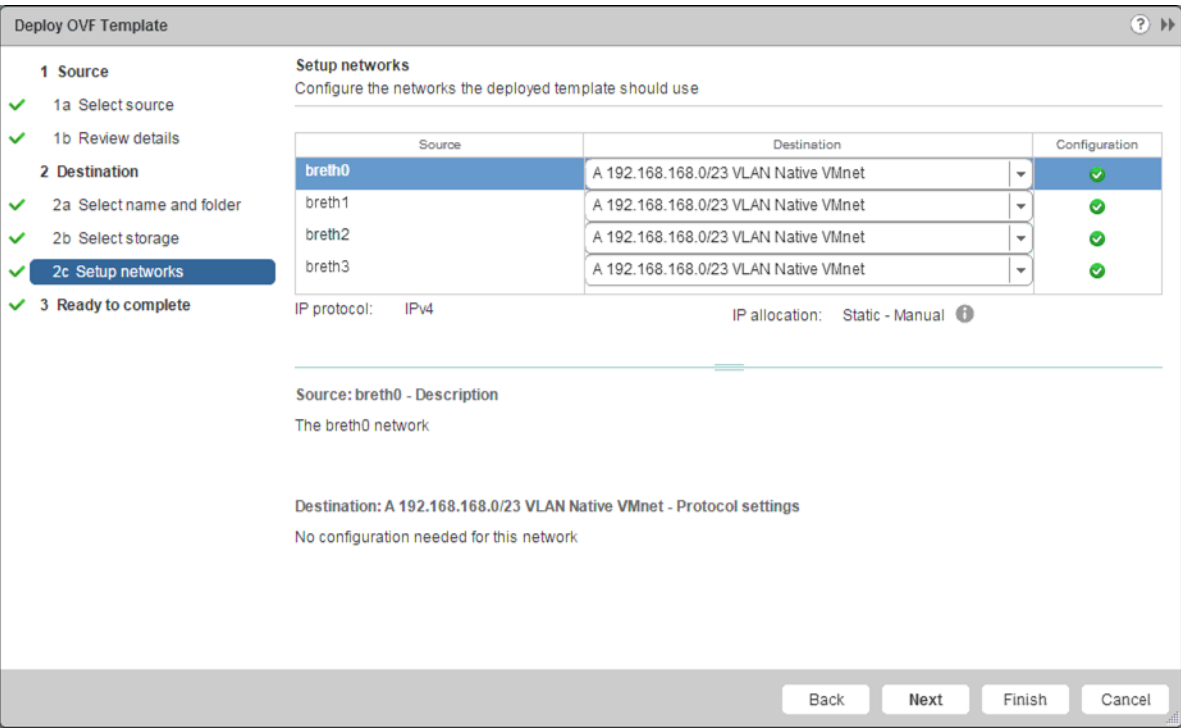 Deploy OVF Template
?
1 Source
1a Select source
1b Review details
2 Destination
2a Select name and folder
2b Select storage
2c Setup networks
3 Ready to complete
Setup networks
Configure the networks the deployed template should use
Source Destination Configuration
breth0 A 192.168.168.0/23 VLAN Native VMnet
breth1 A 192.168.168.0/23 VLAN Native VMnet
breth2 A 192.168.168.0/23 VLAN Native VMnet
breth3 A 192.168.168.0/23 VLAN Native VMnet
IP protocol: IPv4 IP allocation: Static - Manual
Source: breth0 - Description
The breth0 network
Destination: A 192.168.168.0/23 VLAN Native VMnet - Protocol settings
No configuration needed for this network
Back Next Finish Cancel